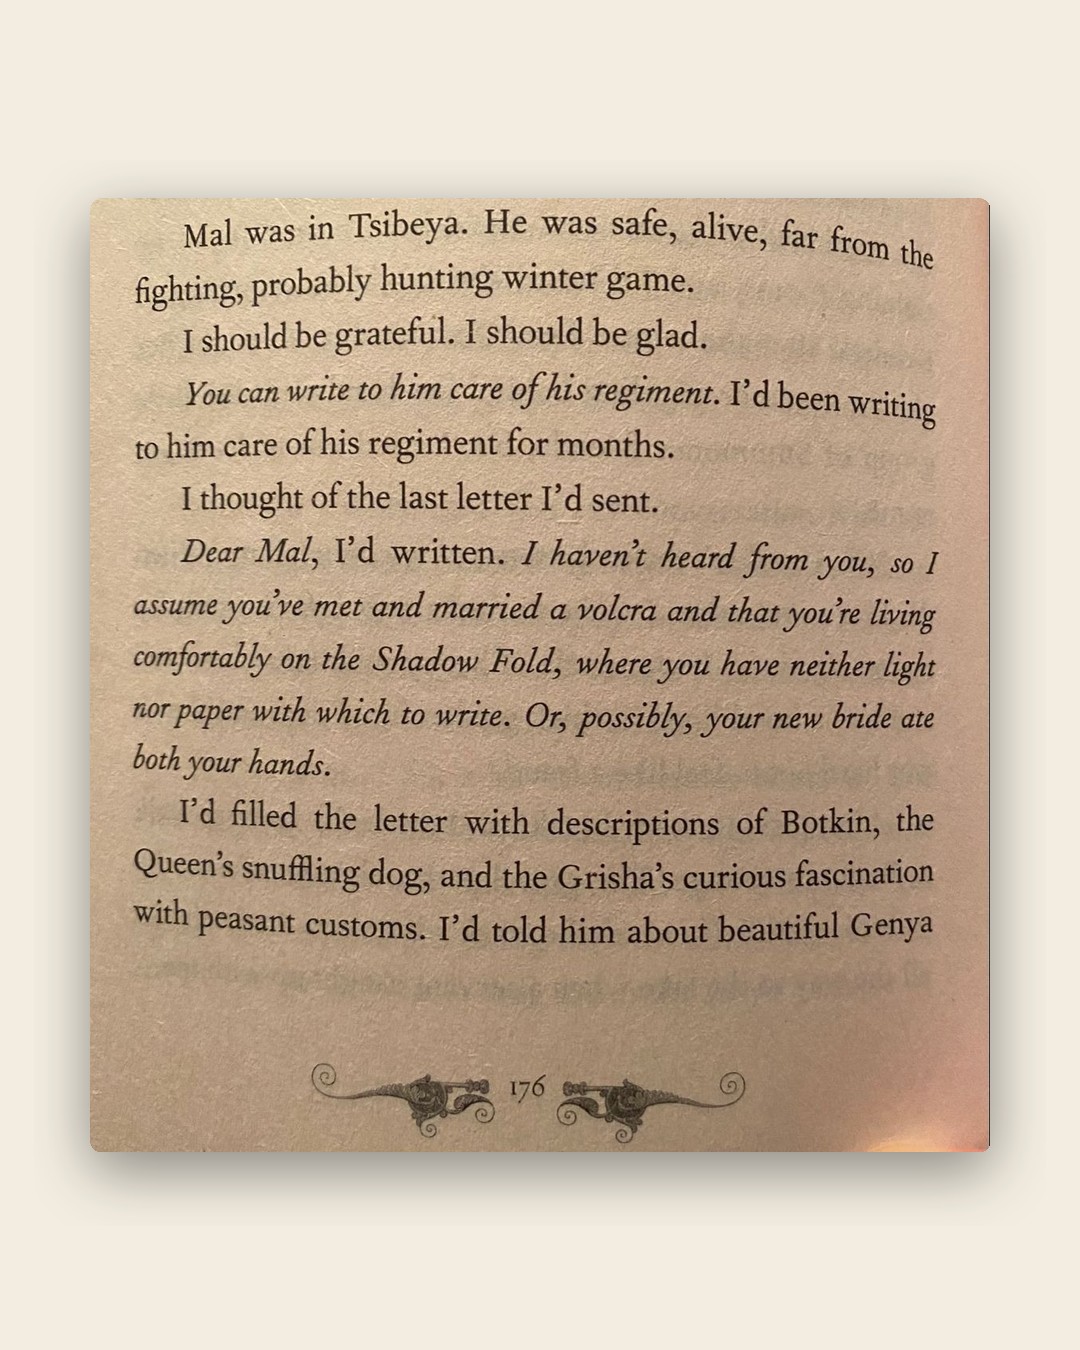 Mal was in Tsibeya. He was safe, alive, far from the
fighting, probably hunting winter game.
I should be grateful. I should be glad.
You can write to him care of his regiment. I’d been writing
to him care of his regiment for months.
I thought of the last letter I’d sent.
Dear Mal, I’d written. I haven’t heard from you, so I
assume you’ve met and married a volcra and that you’re living
comfortably on the Shadow Fold, where you have neither light
nor paper with which to write. Or, possibly, your new bride ate
both your hands.
I’d filled the letter with descriptions of Botkin, the
Queen’s snuffling dog, and the Grisha’s curious fascination
with peasant customs. I’d told him about beautiful Genya
176